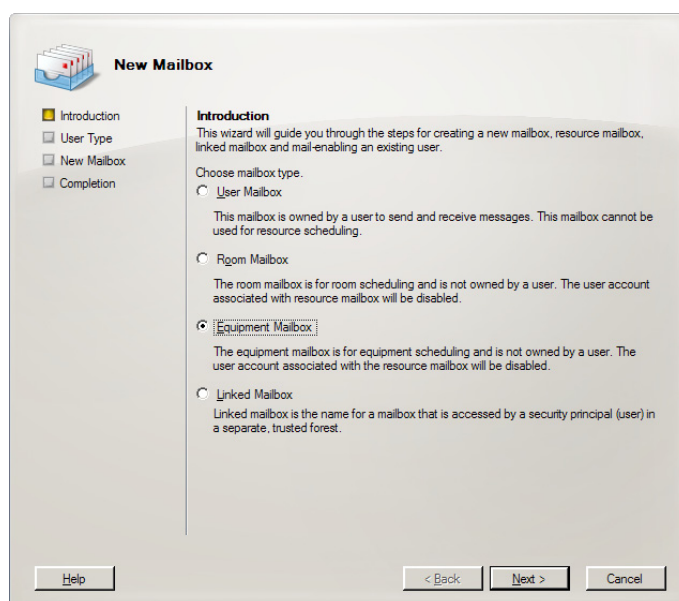 New Mailbox
Introduction
User Type
New Mailbox
Completion
Introduction
This wizard will guide you through the steps for creating a new mailbox, resource mailbox,
linked mailbox and mail-enabling an existing user.
Choose mailbox type.
User Mailbox
This mailbox is owned by a user to send and receive messages. This mailbox cannot be
used for resource scheduling.
Room Mailbox
The room mailbox is for room scheduling and is not owned by a user. The user account
associated with resource mailbox will be disabled.
Equipment Mailbox
The equipment mailbox is for equipment scheduling and is not owned by a user. The
user account associated with the resource mailbox will be disabled.
Linked Mailbox
Linked mailbox is the name for a mailbox that is accessed by a security principal (user) in
a separate, trusted forest.
Help
< Back
Next >
Cancel